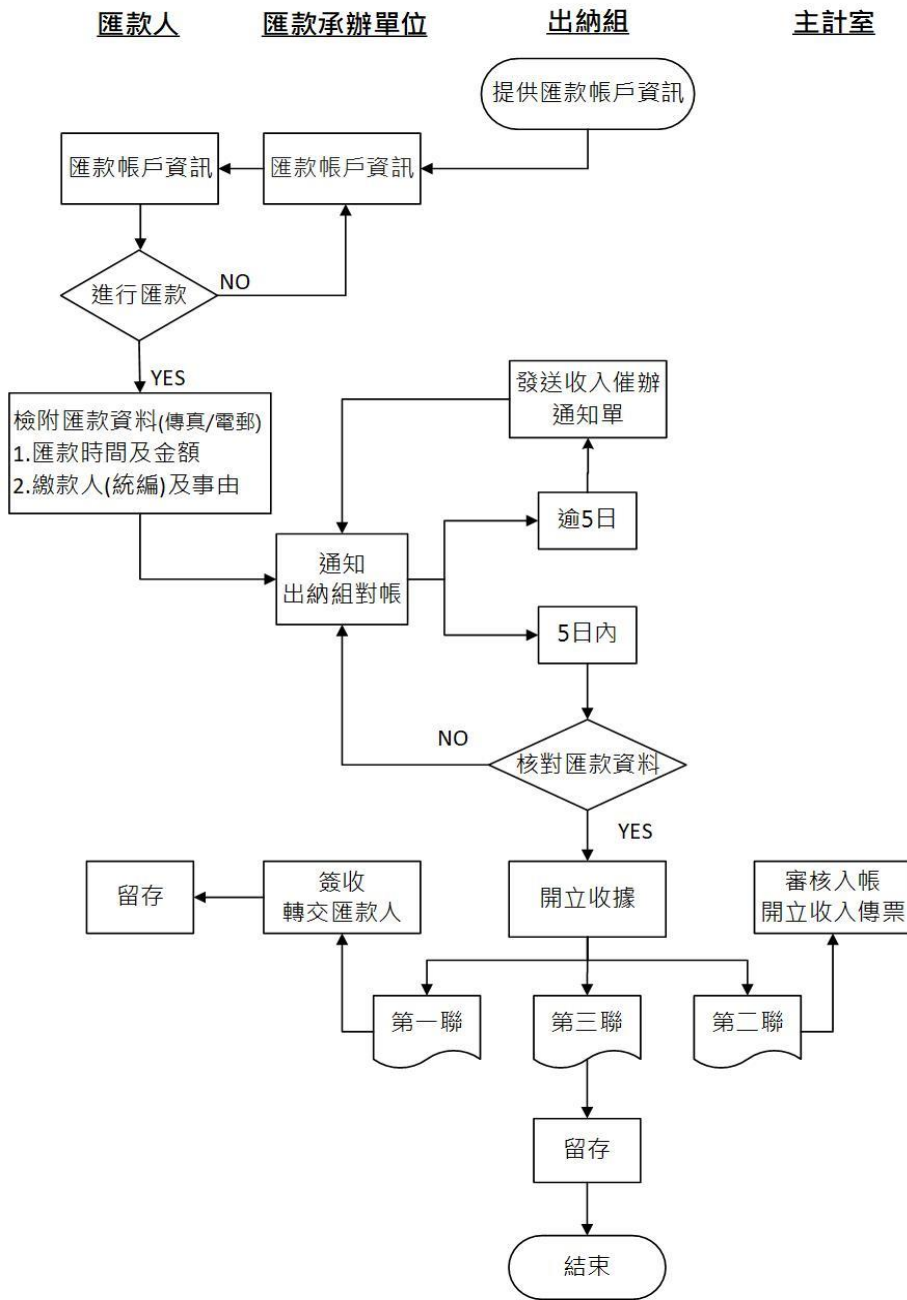 匯款人
匯款承辦單位
出納組
主計室
提供匯款帳戶資訊
匯款帳戶資訊
匯款帳戶資訊
進行匯款
NO
YES
檢附匯款資料(傳真/電郵)
1.匯款時間及金額
2.繳款人(統編)及事由
發送收入催辦
通知單
逾5日
通知
出納組對帳
5日內
NO
核對匯款資料
YES
留存
簽收
轉交匯款人
開立收據
審核入帳
開立收入傳票
第一聯
第三聯
第二聯
留存
結束